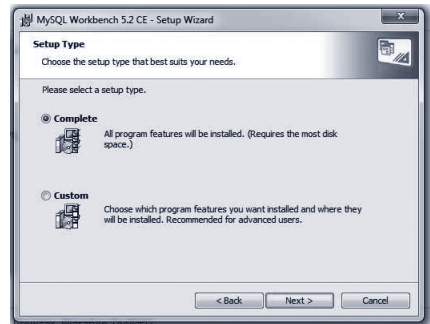 MySQL Workbench 5.2 CE - Setup Wizard
Setup Type
Choose the setup type that best suits your needs.
Please select a setup type.
Complete
All program features will be installed. (Requires the most disk
space.)
Custom
Choose which program features you want installed and where they
will be installed. Recommended for advanced users.
< Back
Next >
Cancel